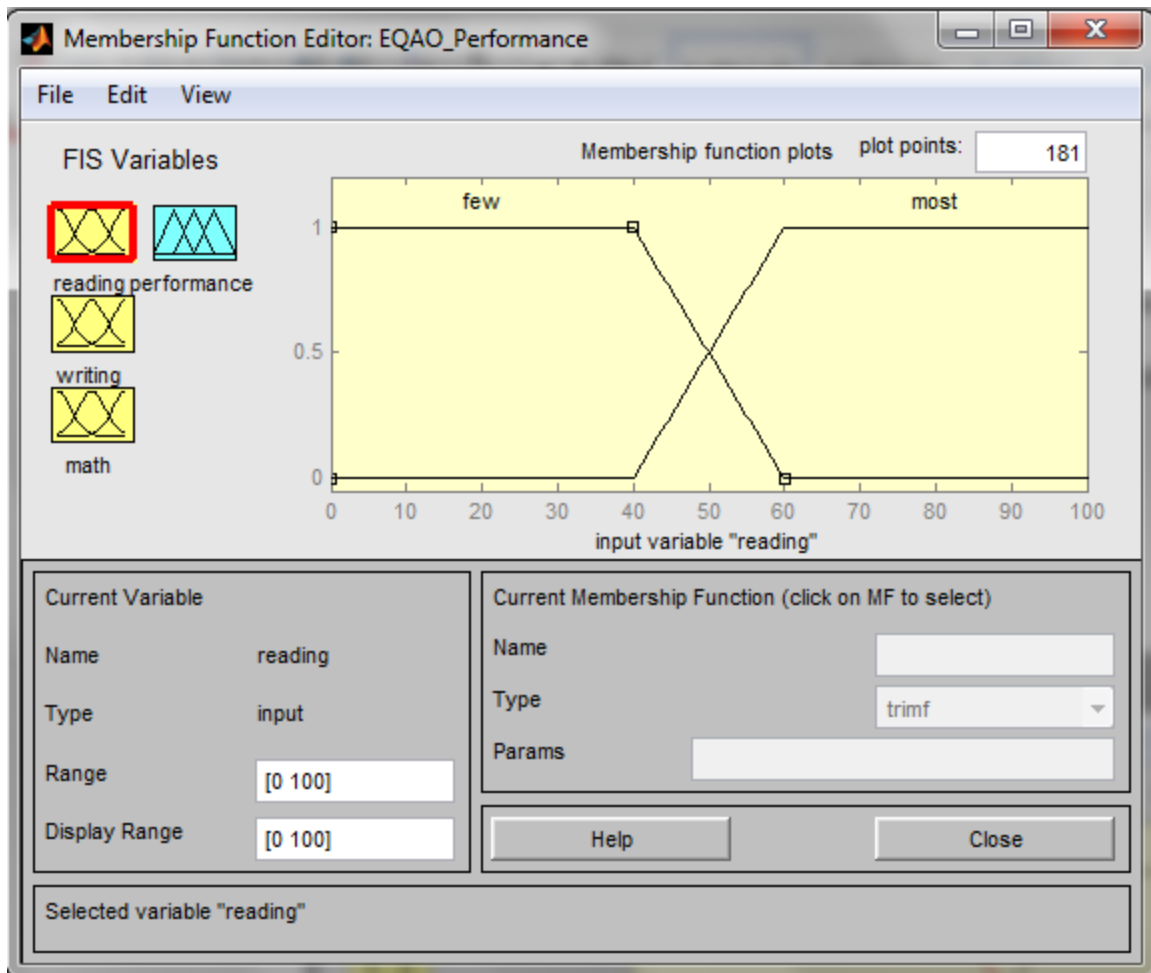 Membership Function Editor: EQAO_Performance
File Edit View
FIS Variables
Membership function plots plot points: 181
few most
1
reading performance
0.5
writing
math
0
0 10 20 30 40 50 60 70 80 90 100
input variable "reading"
Current Variable
Name reading
Type input
Range [0 100]
Display Range [0 100]
Current Membership Function (click on MF to select)
Name
Type trimf
Params
Help Close
Selected variable "reading"